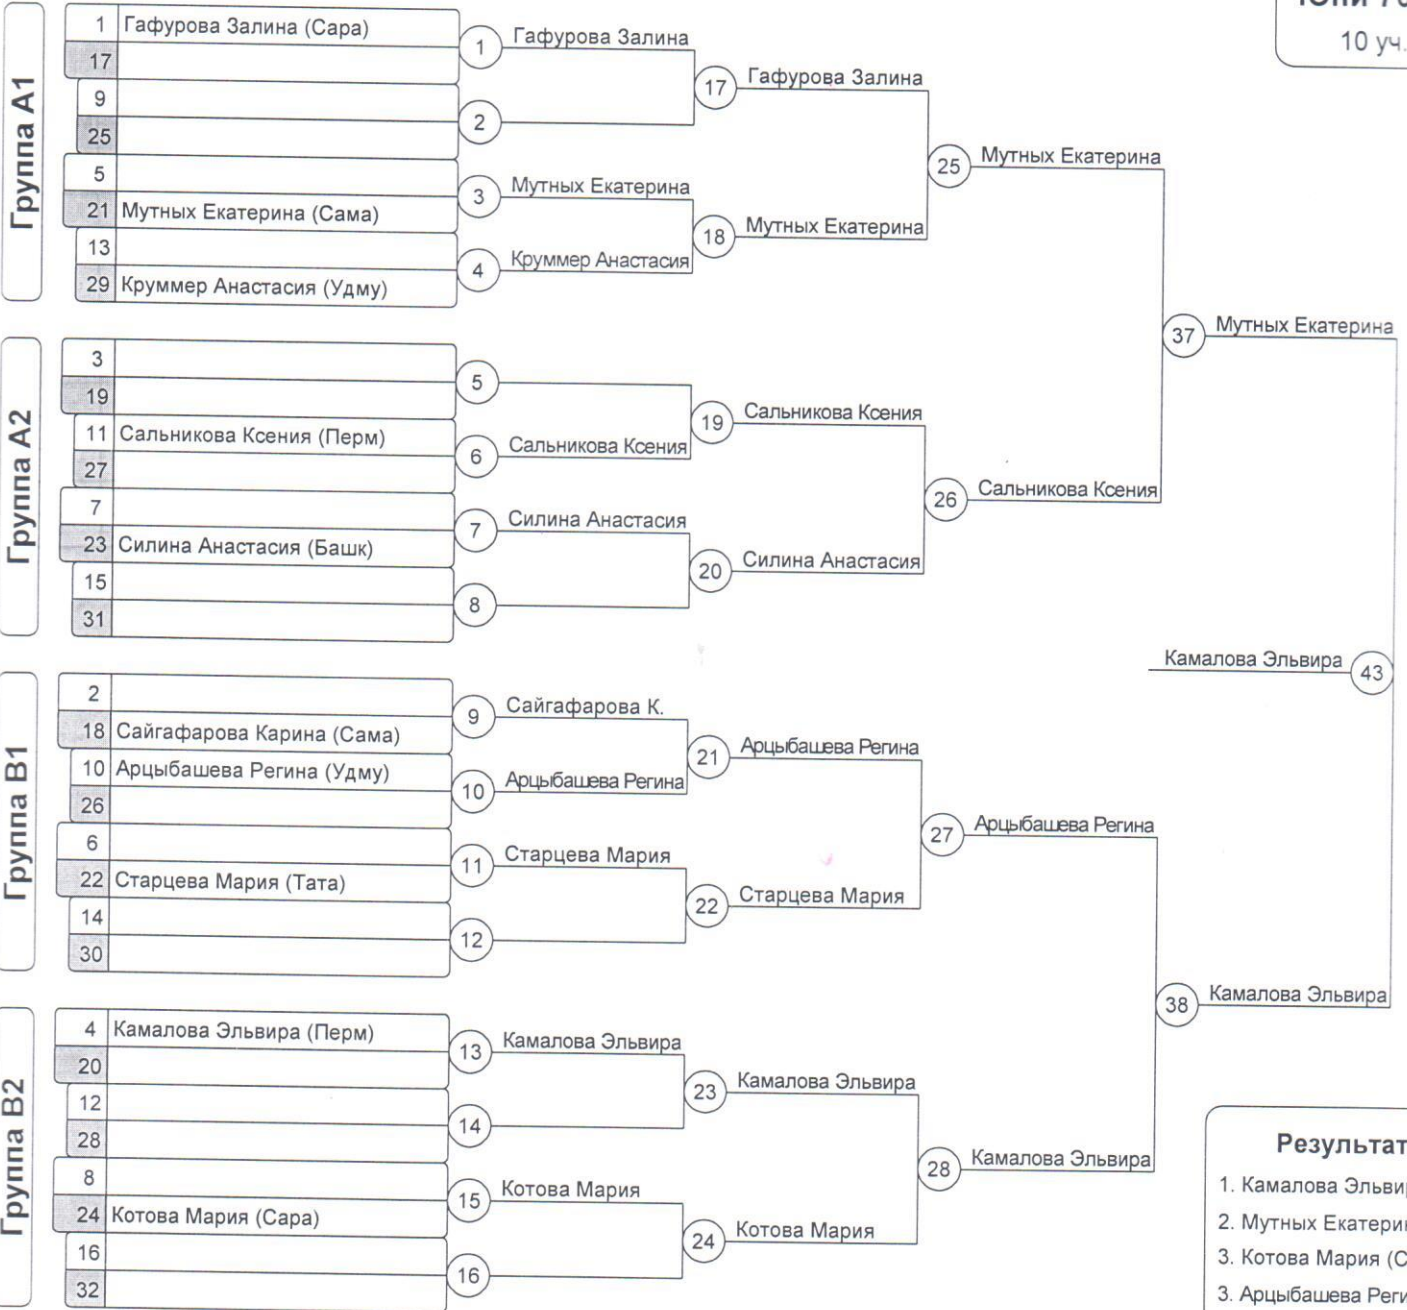 10 уч.
Группа А1
1 Гафурова Залина (Сара)
17
9
25
5
21 Мутных Екатерина (Сама)
13
29 Круммер Анастасия (Удму)
1 Гафурова Залина
2
3 Мутных Екатерина
4 Круммер Анастасия
17 Гафурова Залина
18 Мутных Екатерина
25 Мутных Екатерина
Группа А2
3
19
11 Сальникова Ксения (Перм)
27
7
23 Силина Анастасия (Башк)
15
31
5
6 Сальникова Ксения
7 Силина Анастасия
8
19 Сальникова Ксения
20 Силина Анастасия
26 Сальникова Ксения
37 Мутных Екатерина
Камалова Эльвира 43
Группа В1
2
18 Сайгафарова Карина (Сама)
10 Арцыбашева Регина (Удму)
26
6
22 Старцева Мария (Тата)
14
30
9 Сайгафарова К.
10 Арцыбашева Регина
11 Старцева Мария
12
21 Арцыбашева Регина
22 Старцева Мария
27 Арцыбашева Регина
Группа В2
4 Камалова Эльвира (Перм)
20
12
28
8
24 Котова Мария (Сара)
16
32
13 Камалова Эльвира
14
15 Котова Мария
16
23 Камалова Эльвира
24 Котова Мария
28 Камалова Эльвира
38 Камалова Эльвира
Результат
1. Камалова Эльви
2. Мутных Екатери
3. Котова Мария (С
3. Арцыбашева Реги